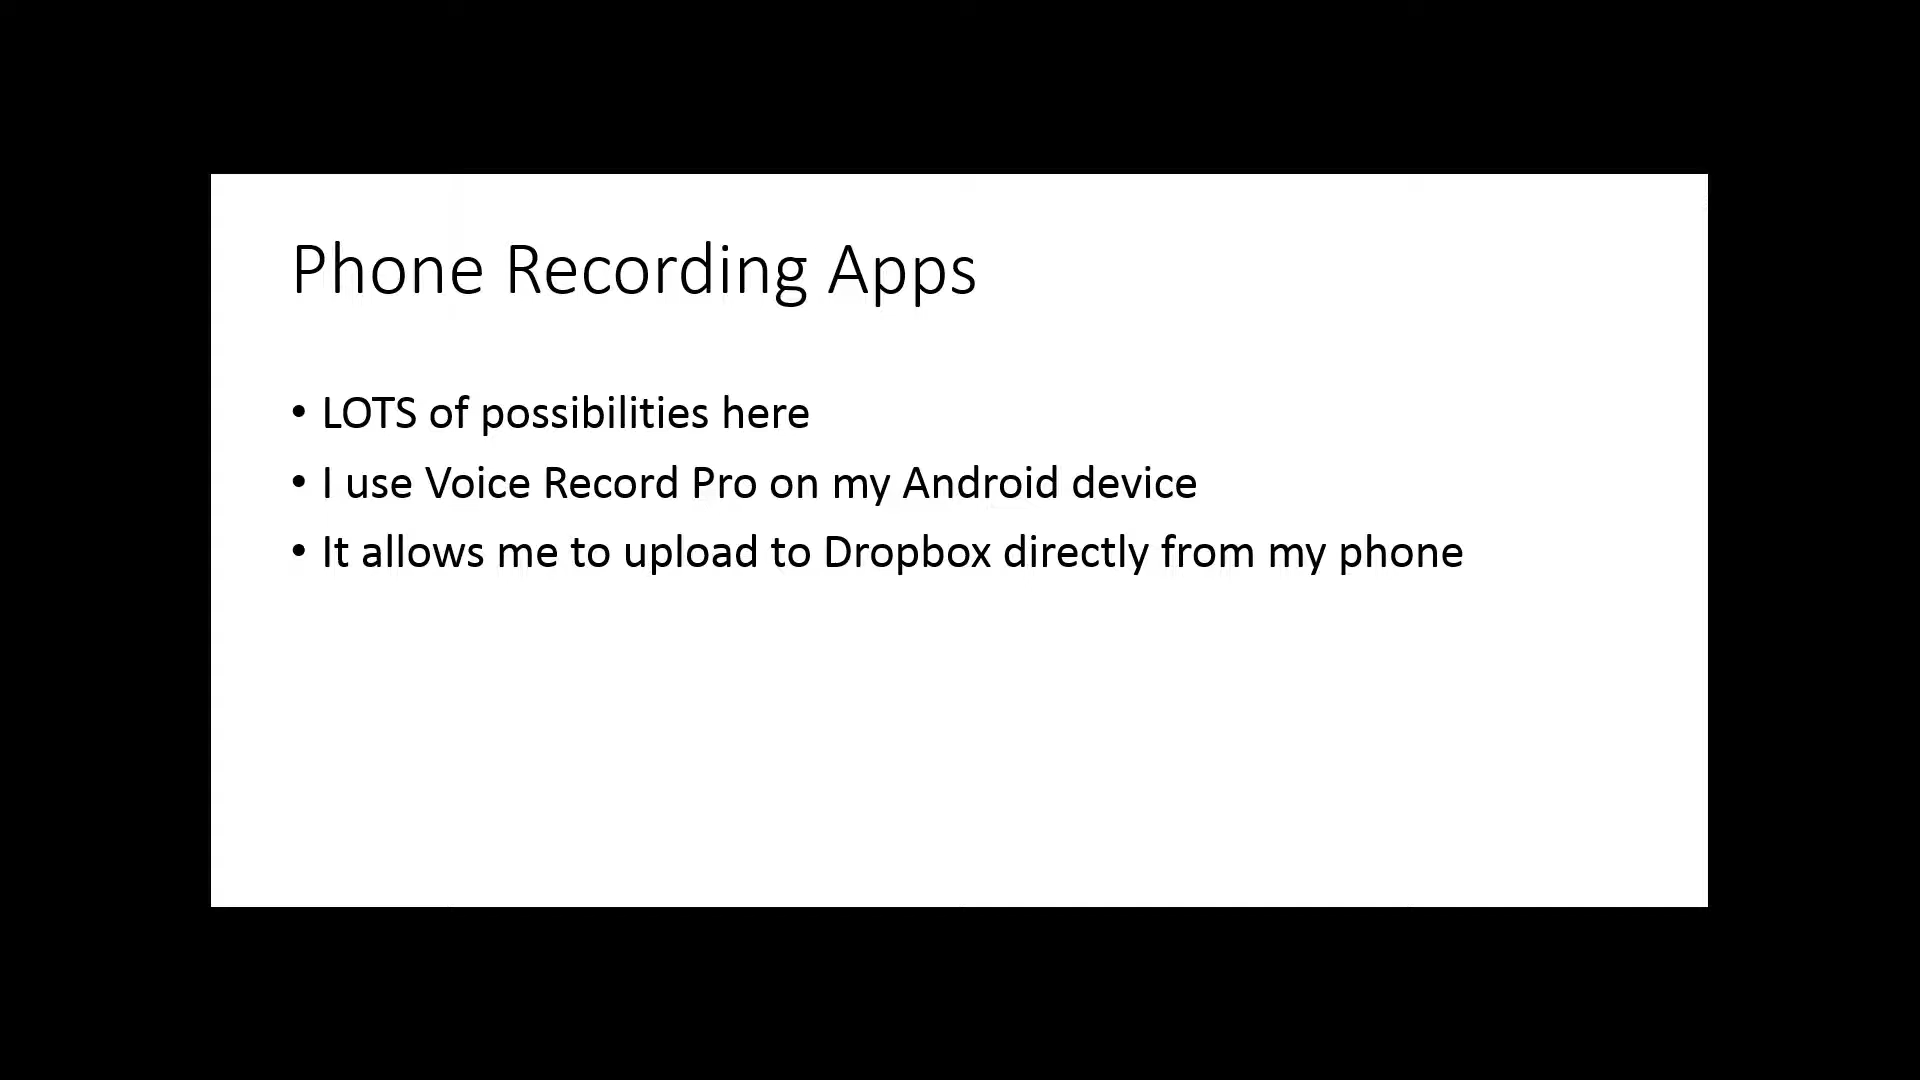 Phone Recording Apps
• LOTS of possibilities here
• I use Voice Record Pro on my Android device
• It allows me to upload to Dropbox directly from my phone